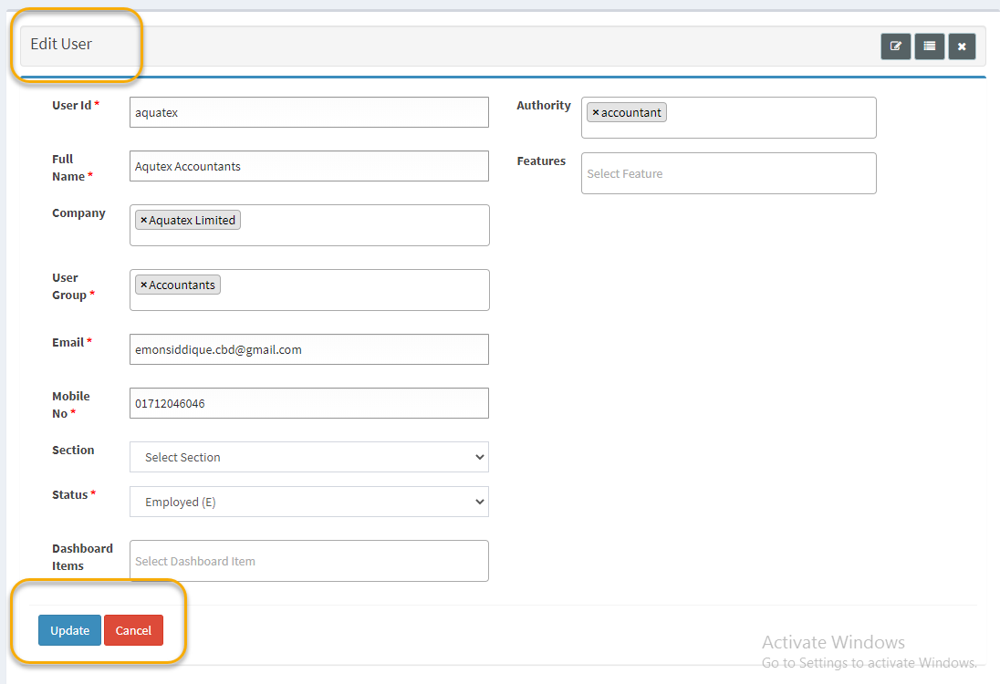 Edit User
User Id *
aquatex
Full
Name *
Aqutex Accountants
Company
×Aquatex Limited
User
Group *
×Accountants
Email *
emonsiddique.cbd@gmail.com
Mobile
No *
01712046046
Section
Select Section
Status *
Employed (E)
Dashboard
Items
Select Dashboard Item
Authority
×accountant
Features
Select Feature
Update Cancel
Activate Windows
Go to Settings to activate Windows.